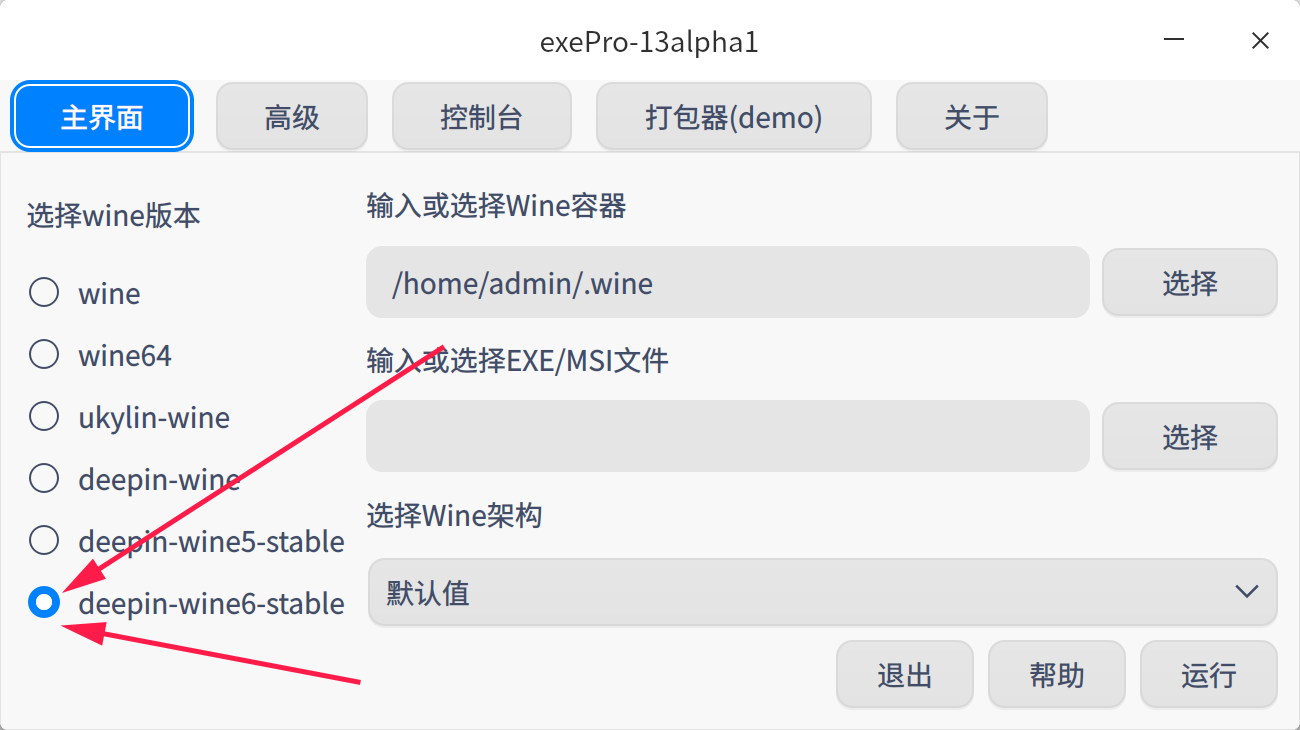 exePro-13alpha1
主界面 高级 控制台 打包器(demo) 关于
选择wine版本
wine
wine64
ukylin-wine
deepin-wine
deepin-wine5-stable
deepin-wine6-stable
输入或选择Wine容器
/home/admin/.wine 选择
输入或选择EXE/MSI文件
选择
选择Wine架构
默认值
退出 帮助 运行